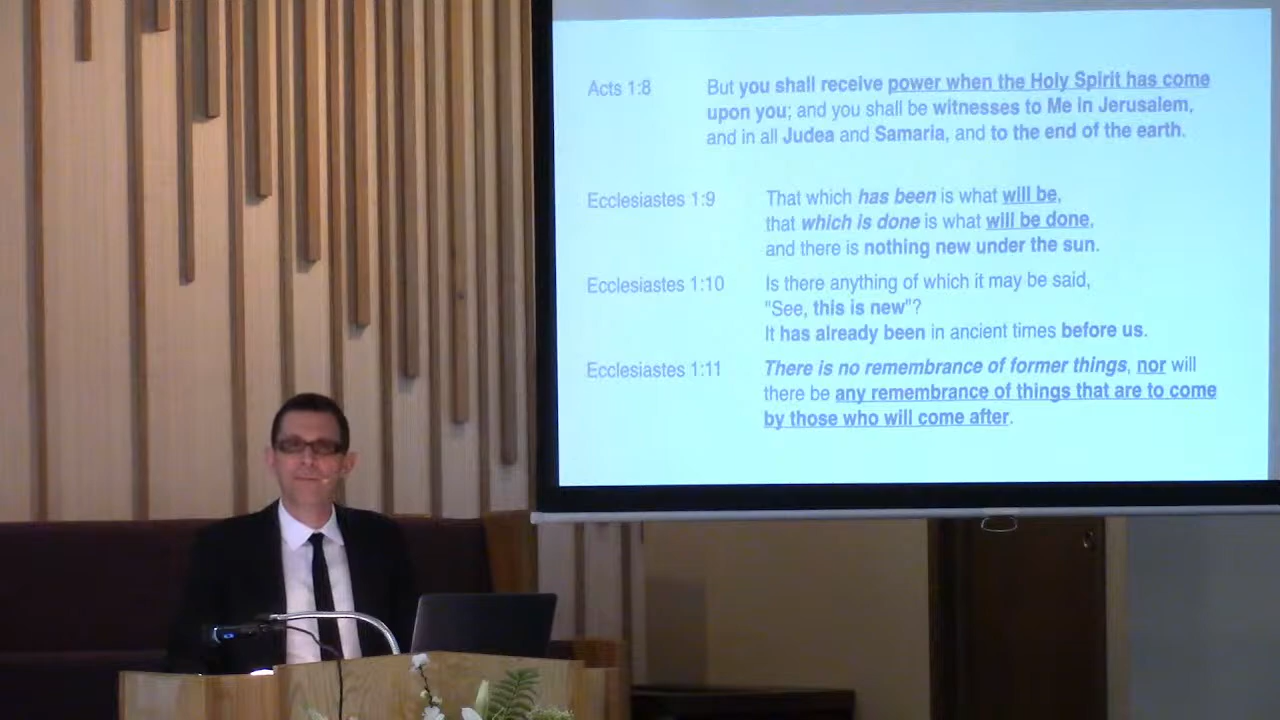 Acts 1:8 But you shall receive power when the Holy Spirit has come
upon you; and you shall be witnesses to Me in Jerusalem,
and in all Judea and Samaria, and to the end of the earth.
Ecclesiastes 1:9 That which has been is what will be,
that which is done is what will be done,
and there is nothing new under the sun.
Ecclesiastes 1:10 Is there anything of which it may be said,
"See, this is new"?
It has already been in ancient times before us.
Ecclesiastes 1:11 There is no remembrance of former things, nor will
there be any remembrance of things that are to come
by those who will come after.